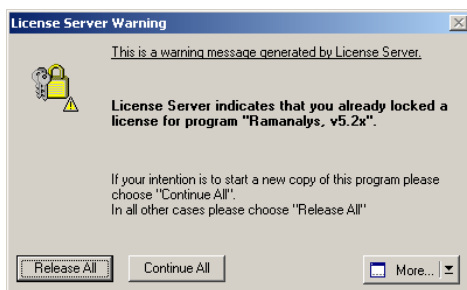 License Server Warning
This is a warning message generated by License Server.
License Server indicates that you already locked a
license for program "Ramanalys, v5.2x".
If your intention is to start a new copy of this program please
choose "Continue All".
In all other cases please choose "Release All"
Release All
Continue All
More...